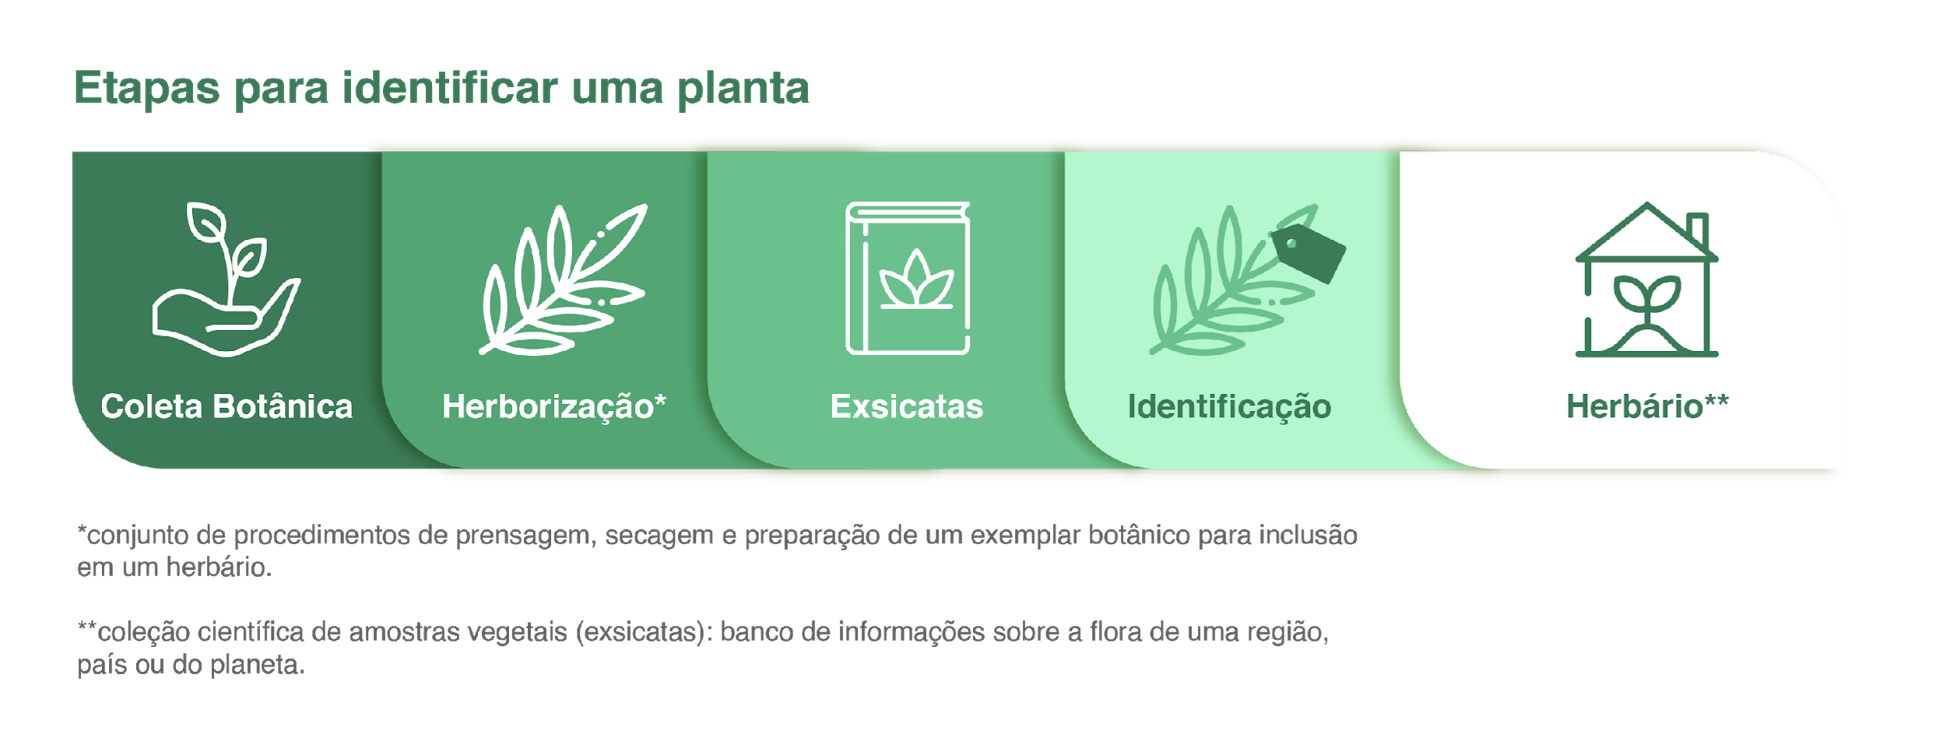 Etapas para identificar uma planta
Coleta Botânica
Herborização*
Exsicatas
Identificação
Herbário**
*conjunto de procedimentos de prensagem, secagem e preparação de um exemplar botânico para inclusão
em um herbário.
**coleção científica de amostras vegetais (exsicatas): banco de informações sobre a flora de uma região,
país ou do planeta.